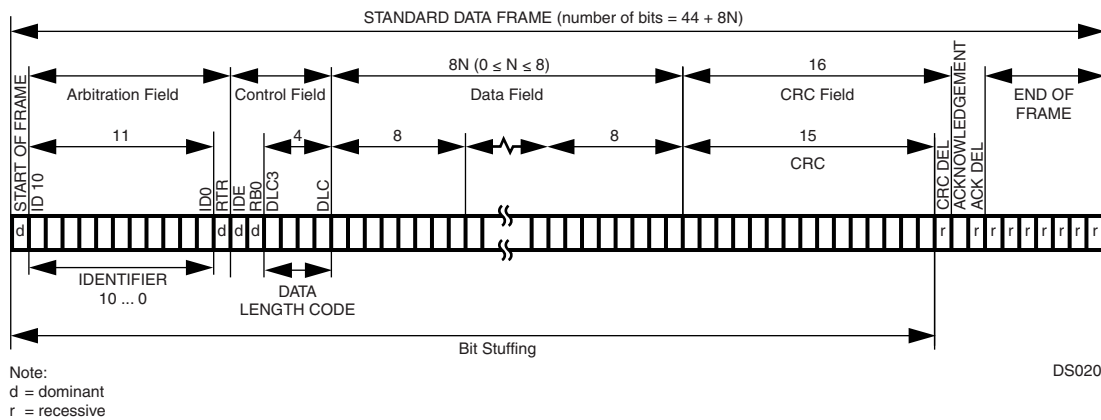 STANDARD DATA FRAME (number of bits = 44 + 8N)
8N (0 ≤ N ≤ 8)
16
Arbitration Field
Control Field
Data Field
CRC Field
END OF
FRAME
11
4
8
8
15
CRC
START OF FRAME
ID 10
ID0
RTR
IDE
RB0
DLC3
DLC
CRC DEL
ACKNOWLEDGEMENT
ACK DEL
d d d d r r r r r r r r r
IDENTIFIER
10 ... 0
DATA
LENGTH CODE
Bit Stuffing
Note:
d = dominant
r = recessive
DS020